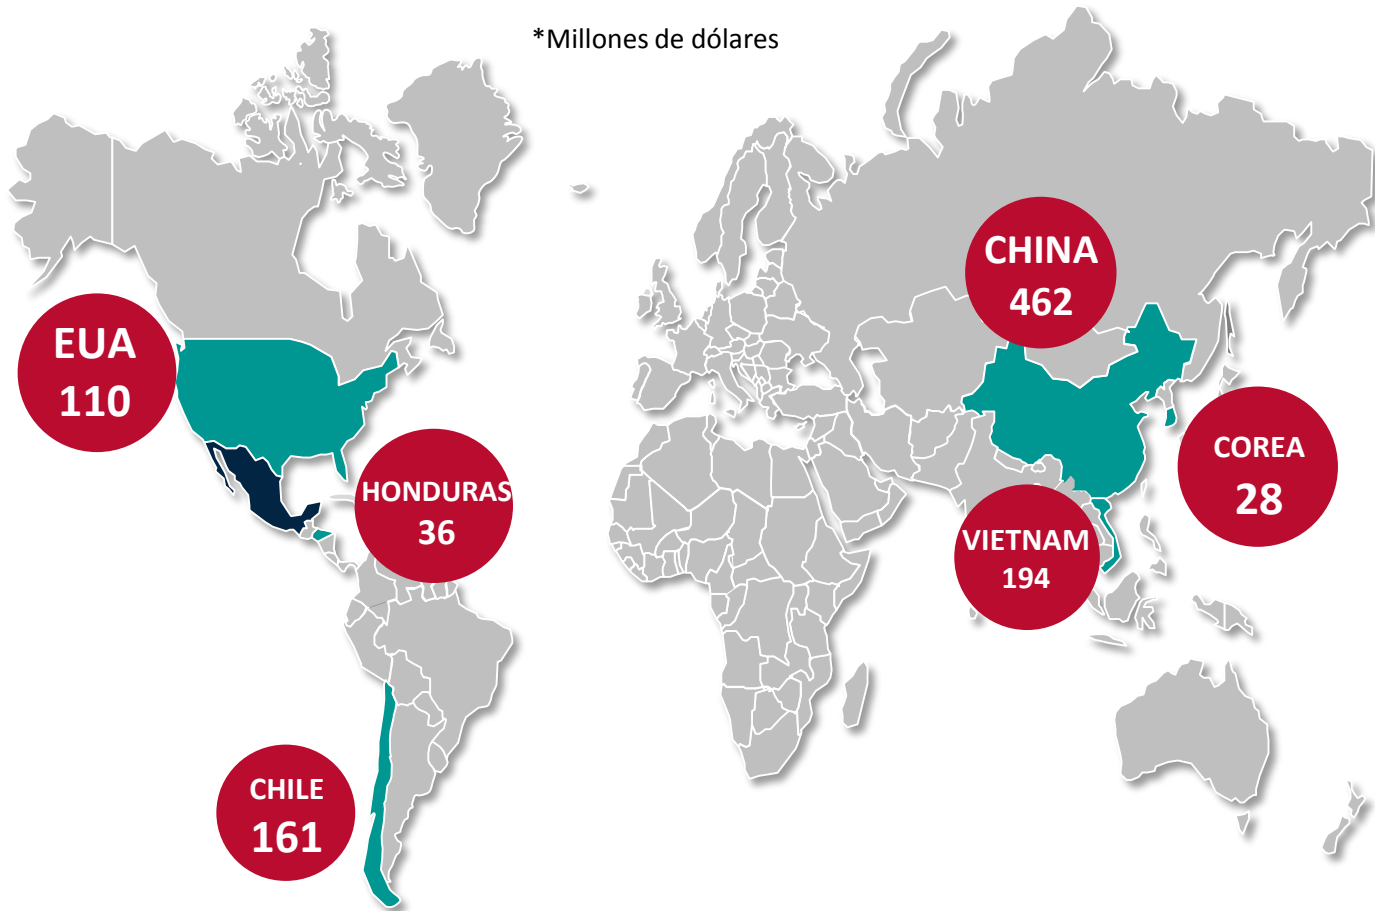 *Millones de dólares
CHINA
462
EUA
110
COREA
28
HONDURAS
36
VIETNAM
194
CHILE
161